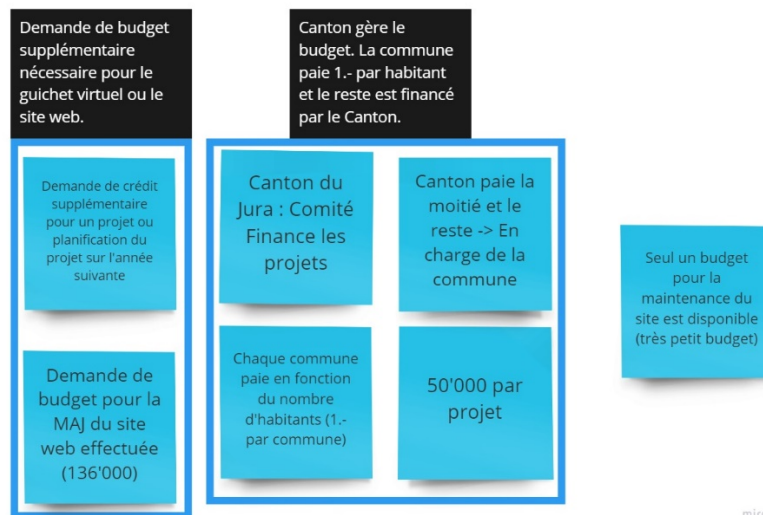 Demande de budget
supplémentaire
nécessaire pour le
guichet virtuel ou le
site web.
Canton gère le
budget. La commune
paie 1.- par habitant
et le reste est financé
par le Canton.
Demande de crédit
supplémentaire
pour un projet ou
planification du
projet sur l'année
suivante
Demande de
budget pour la
MAJ du site
web effectuée
(136'000)
Canton du
Jura : Comité
Finance les
projets
Canton paie la
moitié et le
reste -> En
charge de la
commune
Chaque commune
paie en fonction
du nombre
d'habitants (1.-
par commune)
50'000 par
projet
Seul un budget
pour la
maintenance du
site est disponible
(très petit budget)